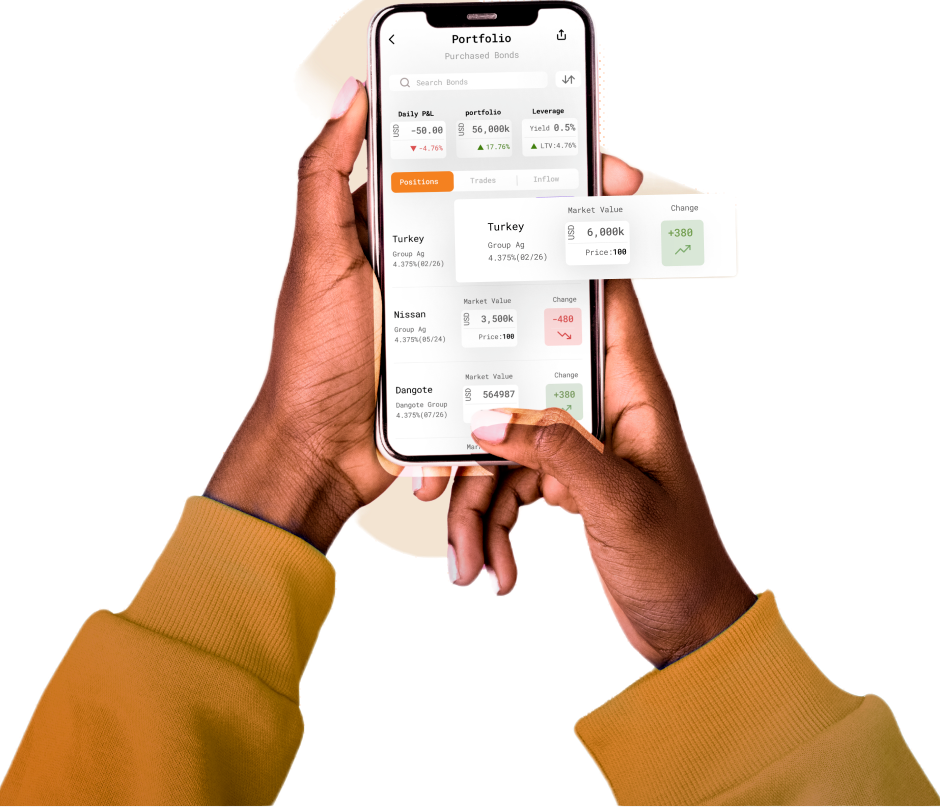 Portfolio
Purchased Bonds
Search Bonds
Daily P&L portfolio Leverage
USD -50.00 USD 56,000k Yield 0.5%
-4.76% 17.76% LTV:4.76%
Positions Trades Inflow
Turkey
Group Ag
4.375%(02/26)
Turkey
Group Ag
4.375%(02/26)
Market Value Change
USD 6,000k +380
Price:100
Market Value Change
Nissan USD 3,500k -480
Group Ag Price:100
4.375%(05/24)
Market Value Change
Dangote USD 564987 +380
Dangote Group
4.375%(07/26)